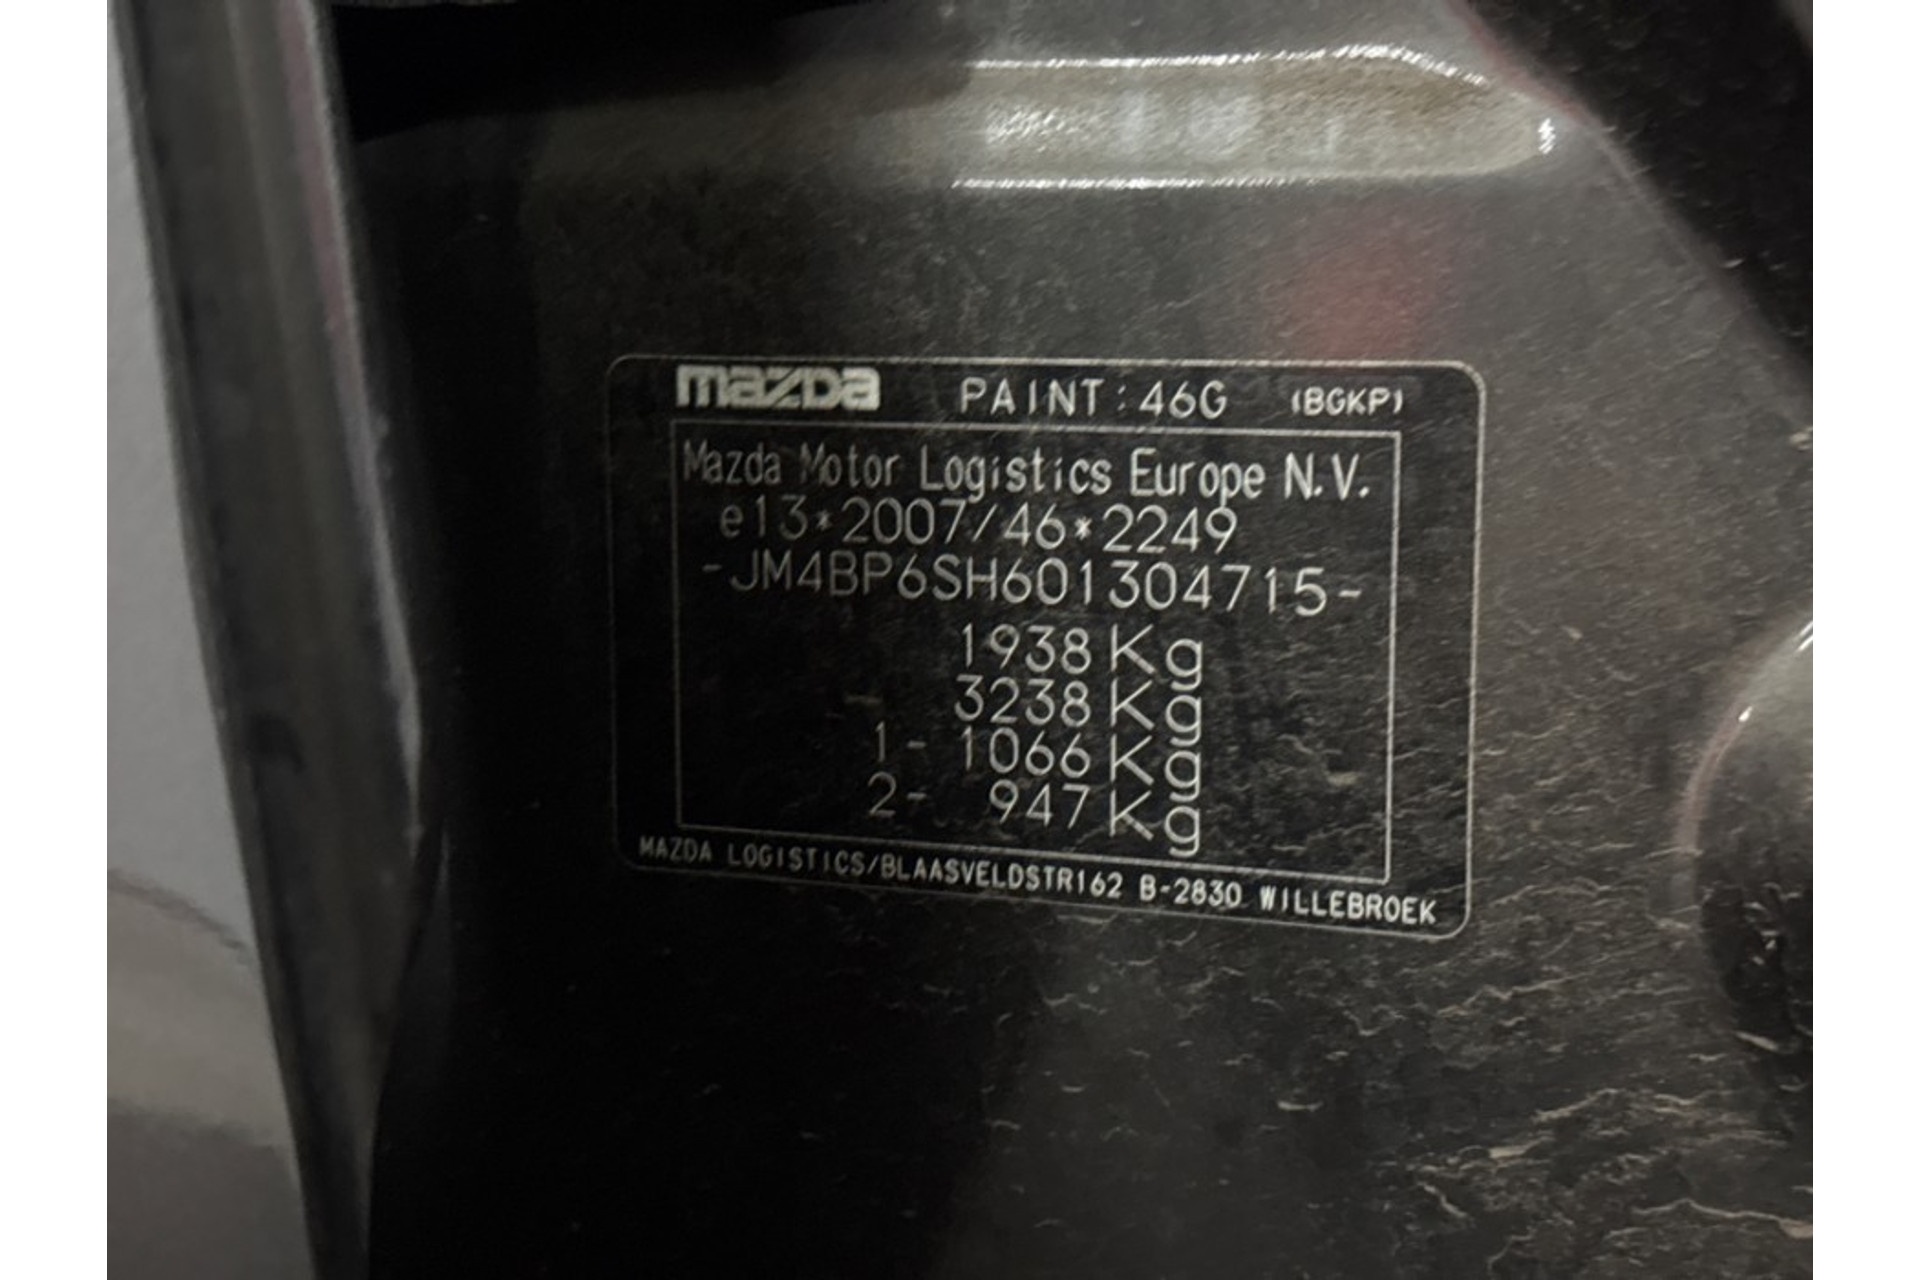 mazda PAINT: 46G (BGKP)
Mazda Motor Logistics Europe N.V.
e13*2007/46*2249
-JM4BP6SH601304715-
1938 Kg
3238 Kg
1- 1066 Kg
2- 947 Kg
MAZDA LOGISTICS/BLAASVELDSTR162 B-2830 WILLEBROEK